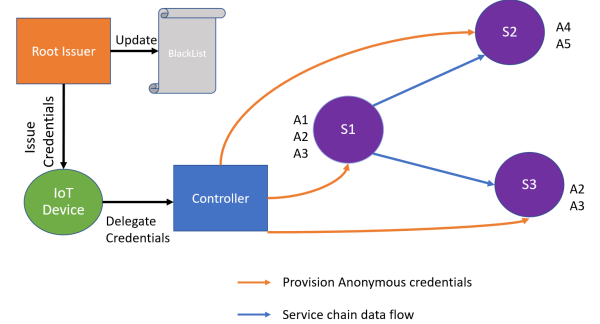 Root Issuer
Update
BlackList
Issue
Credentials
IoT
Device
Delegate
Credentials
Controller
S1
A1
A2
A3
S2
A4
A5
S3
A2
A3
Provision Anonymous credentials
Service chain data flow